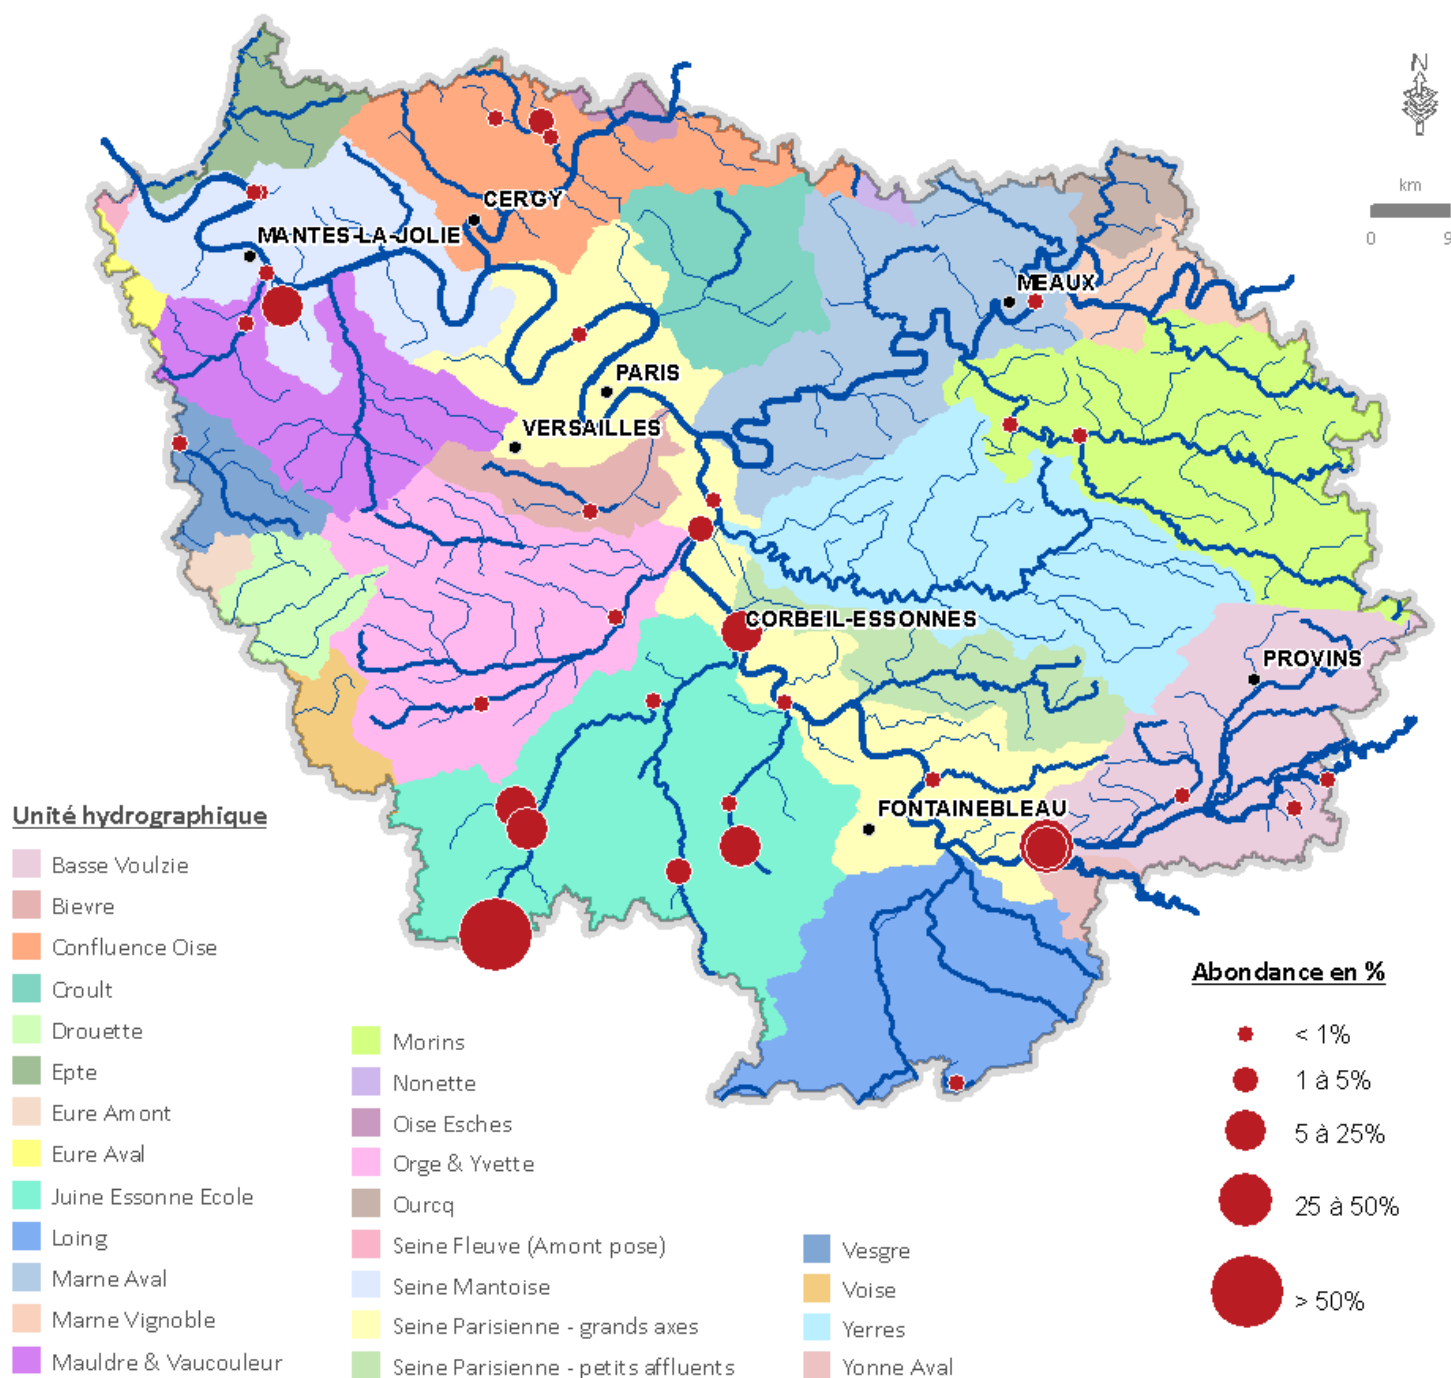 N
km
0 9
CERGY
MANTES-LA-JOLIE
MEAUX
PARIS
VERSAILLES
CORBEIL-ESSONNES
PROVINS
FONTAINEBLEAU
Unité hydrographique
Basse Voulzie
Bievre
Confluence Oise
Croult
Drouette
Epte
Eure Amont
Eure Aval
Juine Essonne Ecole
Loing
Marne Aval
Marne Vignoble
Mauldre & Vaucouleur
Morins
Nonette
Oise Esches
Orge & Yvette
Ourcq
Seine Fleuve (Amont pose)
Seine Mantoise
Seine Parisienne - grands axes
Seine Parisienne - petits affluents
Vesgre
Voise
Yerres
Yonne Aval
Abondance en %
< 1%
1 à 5%
5 à 25%
25 à 50%
> 50%